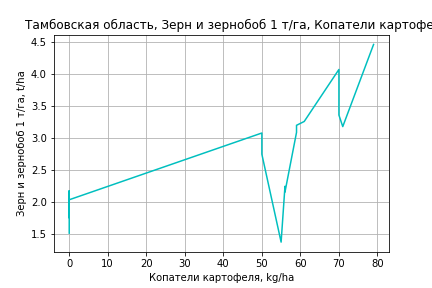 Тамбовская область, Зерн и зернобоб 1 т/га, Копатели картофе
4.5
4.0
3.5
3.0
2.5
2.0
1.5
Зерн и зернобоб 1 т/га, t/ha
0 10 20 30 40 50 60 70 80
Копатели картофеля, kg/ha